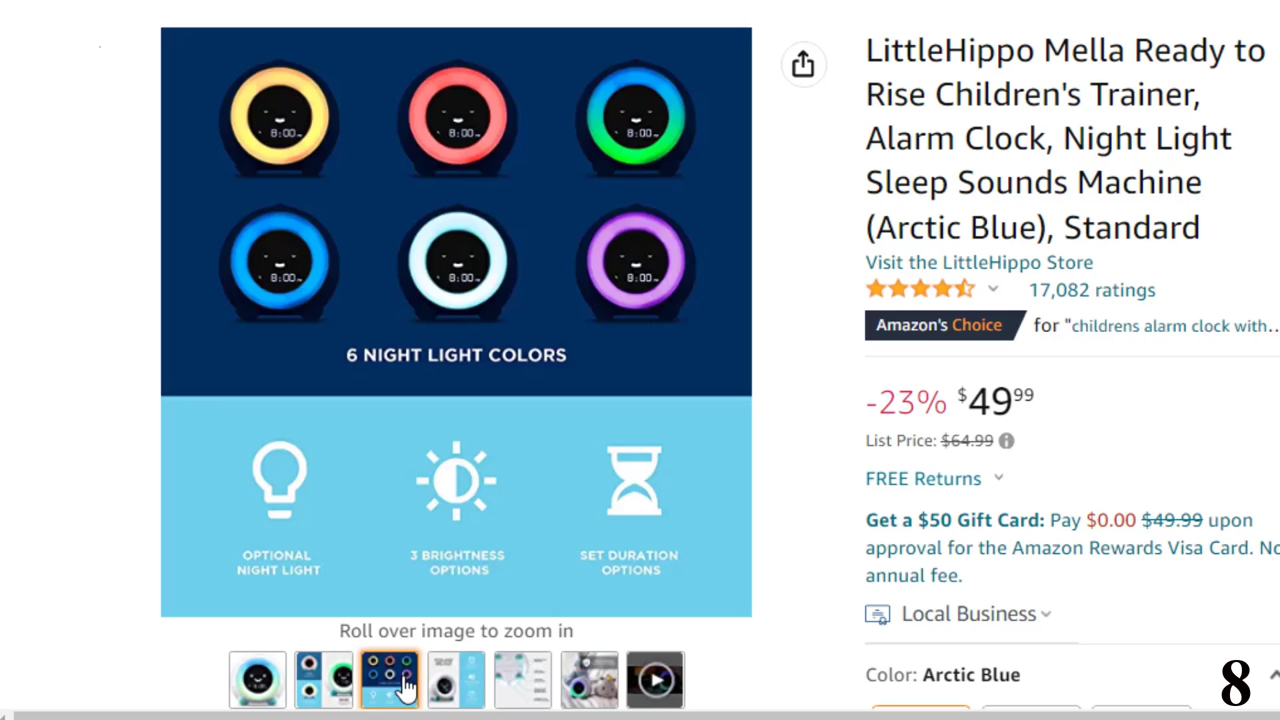 8:00
8:00
8:00
8:00
8:00
8:00
6 NIGHT LIGHT COLORS
OPTIONAL
NIGHT LIGHT
3 BRIGHTNESS
OPTIONS
SET DURATION
OPTIONS
Roll over image to zoom in
LittleHippo Mella Ready to
Rise Children's Trainer,
Alarm Clock, Night Light
Sleep Sounds Machine
(Arctic Blue), Standard
Visit the LittleHippo Store
17,082 ratings
Amazon's Choice for "childrens alarm clock with…
-23% $49 99
List Price: $64.99
FREE Returns
Get a $50 Gift Card: Pay $0.00 $49.99 upon
approval for the Amazon Rewards Visa Card. No
annual fee.
Local Business
Color: Arctic Blue
8